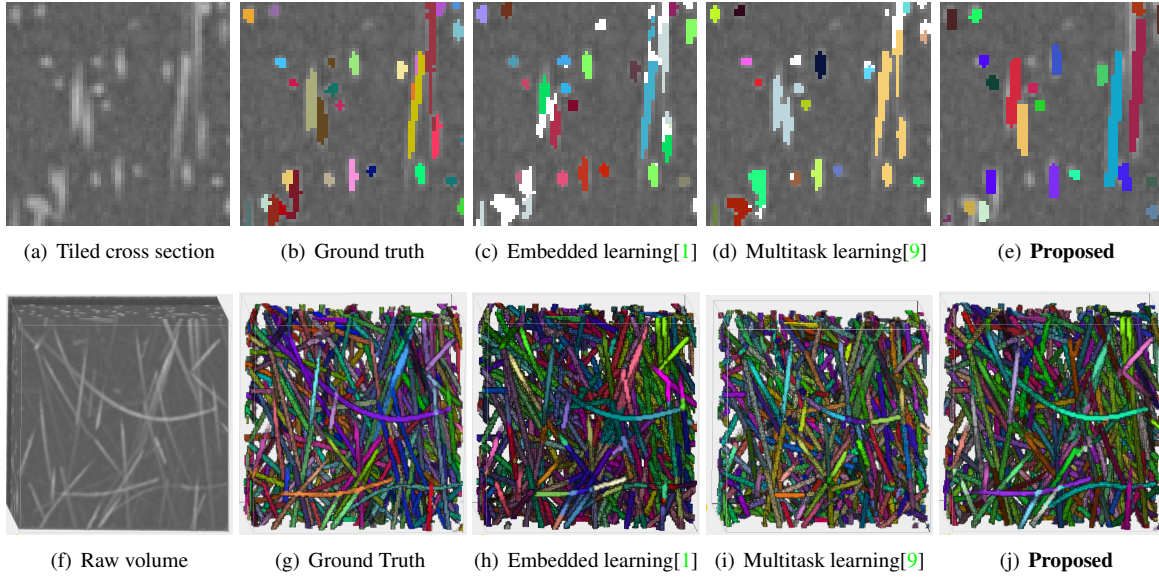 (a) Tiled cross section
(b) Ground truth
(c) Embedded learning[1]
(d) Multitask learning[9]
(e) Proposed
(f) Raw volume
(g) Ground Truth
(h) Embedded learning[1]
(i) Multitask learning[9]
(j) Proposed